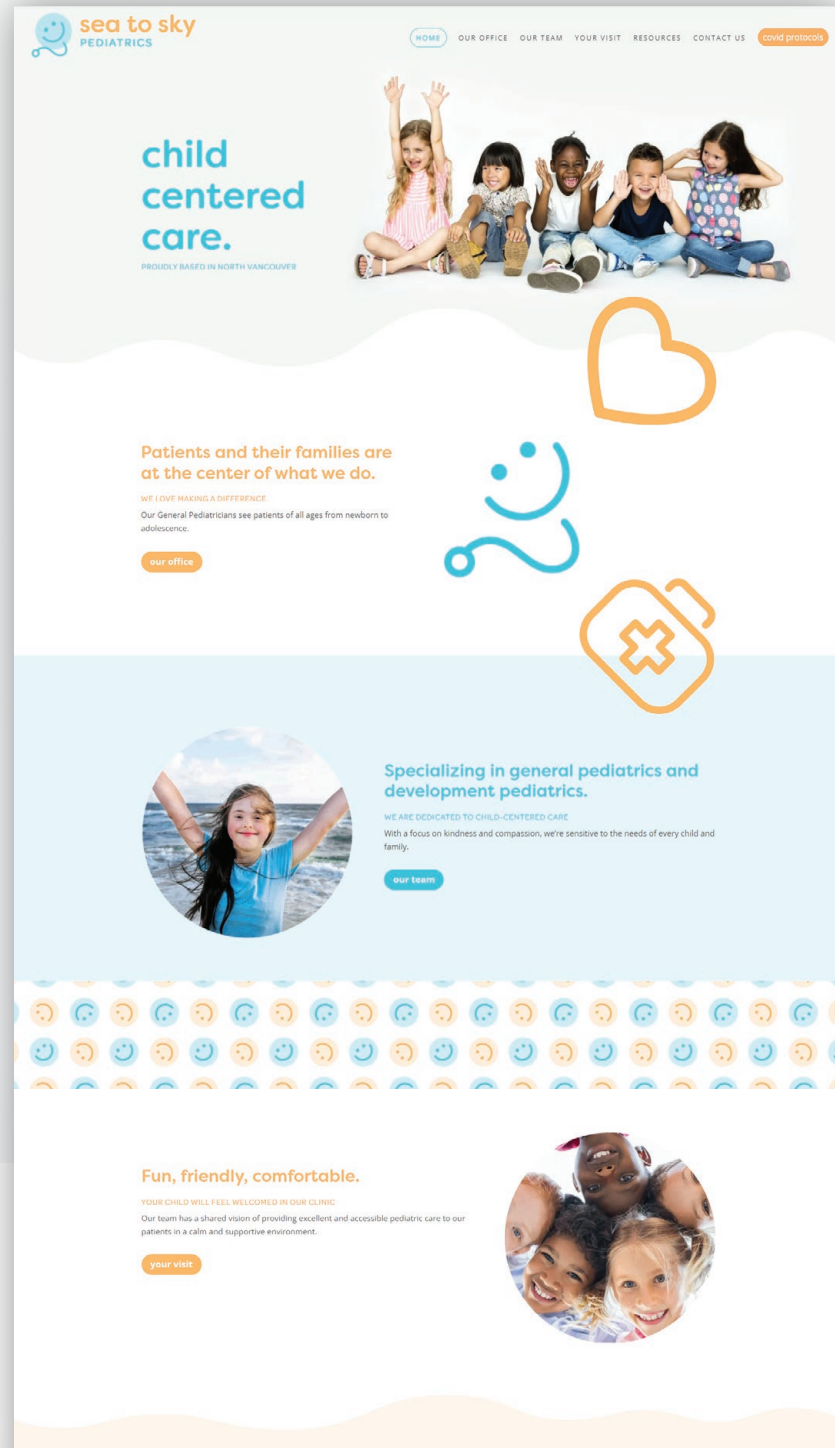 sea to sky
PEDIATRICS
HOME OUR OFFICE OUR TEAM YOUR VISIT RESOURCES CONTACT US covid protocols
child
centered
care.
PROUDLY BASED IN NORTH VANCOUVER
Patients and their families are
at the center of what we do.
WE LOVE MAKING A DIFFERENCE
Our General Pediatricians see patients of all ages from newborn to
adolescence.
our office
Specializing in general pediatrics and
development pediatrics.
WE ARE DEDICATED TO CHILD-CENTERED CARE
With a focus on kindness and compassion, we're sensitive to the needs of every child and
family.
our team
Fun, friendly, comfortable.
YOUR CHILD WILL FEEL WELCOMED IN OUR CLINIC
Our team has a shared vision of providing excellent and accessible pediatric care to our
patients in a calm and supportive environment.
your visit